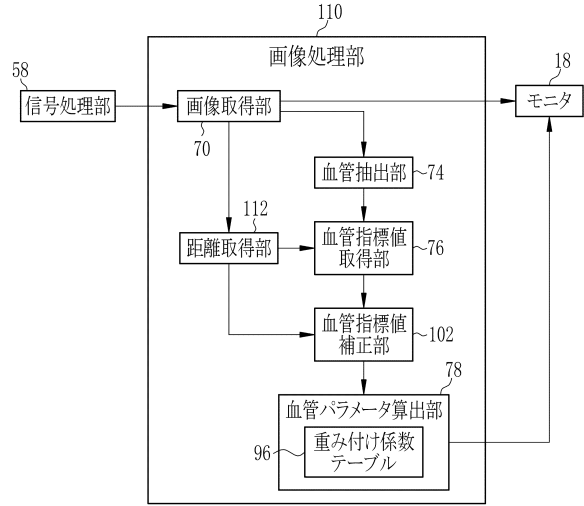 110
画像処理部
58
信号処理部
画像取得部
70
18
モニタ
血管抽出部
74
112
距離取得部
血管指標値
取得部
76
血管指標値
補正部
102
78
血管パラメータ算出部
96
重み付け係数
テーブル